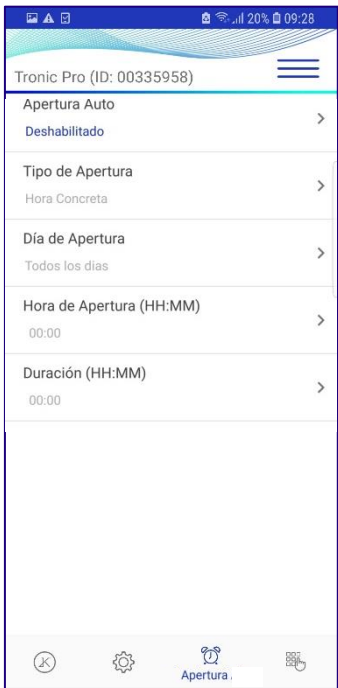 20% 09:28
Tronic Pro (ID: 00335958)
Apertura Auto
Deshabilitado
Tipo de Apertura
Hora Concreta
Día de Apertura
Todos los dias
Hora de Apertura (HH:MM)
00:00
Duración (HH:MM)
00:00
K
Apertura